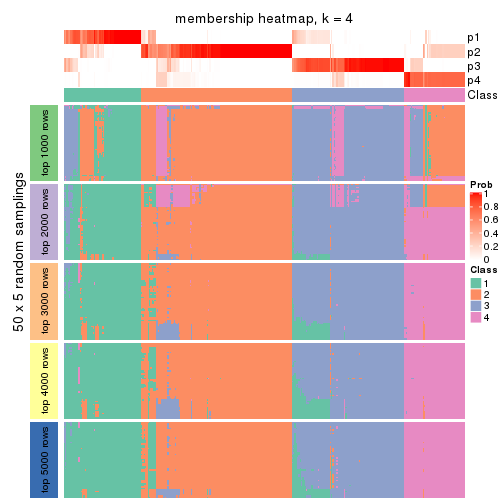 membership heatmap, k = 4
p1
p2
p3
p4
Class
50 x 5 random samplings
top 1000 rows
top 2000 rows
top 3000 rows
top 4000 rows
top 5000 rows
Prob
1
0.8
0.6
0.4
0.2
0
Class
1
2
3
4